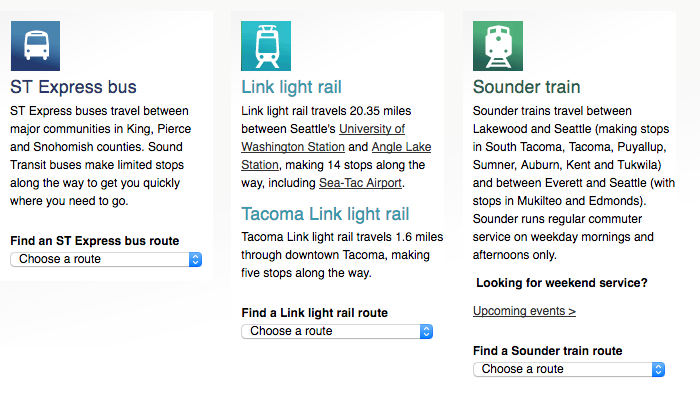 ST Express bus
ST Express buses travel between
major communities in King, Pierce
and Snohomish counties. Sound
Transit buses make limited stops
along the way to get you quickly
where you need to go.
Find an ST Express bus route
Choose a route
Link light rail
Link light rail travels 20.35 miles
between Seattle's University of
Washington Station and Angle Lake
Station, making 14 stops along the
way, including Sea-Tac Airport.
Tacoma Link light rail
Tacoma Link light rail travels 1.6 miles
through downtown Tacoma, making
five stops along the way.
Find a Link light rail route
Choose a route
Sounder train
Sounder trains travel between
Lakewood and Seattle (making stops
in South Tacoma, Tacoma, Puyallup,
Sumner, Auburn, Kent and Tukwila)
and between Everett and Seattle (with
stops in Mukilteo and Edmonds).
Sounder runs regular commuter
service on weekday mornings and
afternoons only.
Looking for weekend service?
Upcoming events >
Find a Sounder train route
Choose a route